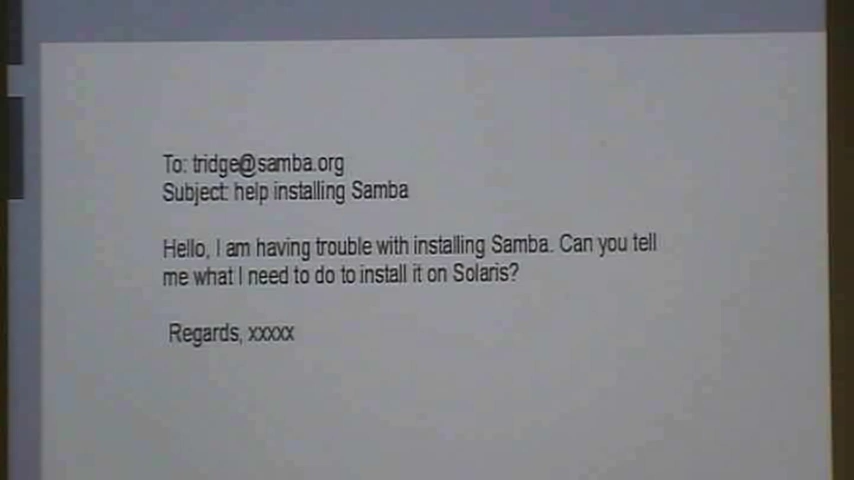 To: tridge@samba.org
Subject: help installing Samba
Hello, I am having trouble with installing Samba. Can you tell
me what I need to do to install it on Solaris?
Regards, xxxxx